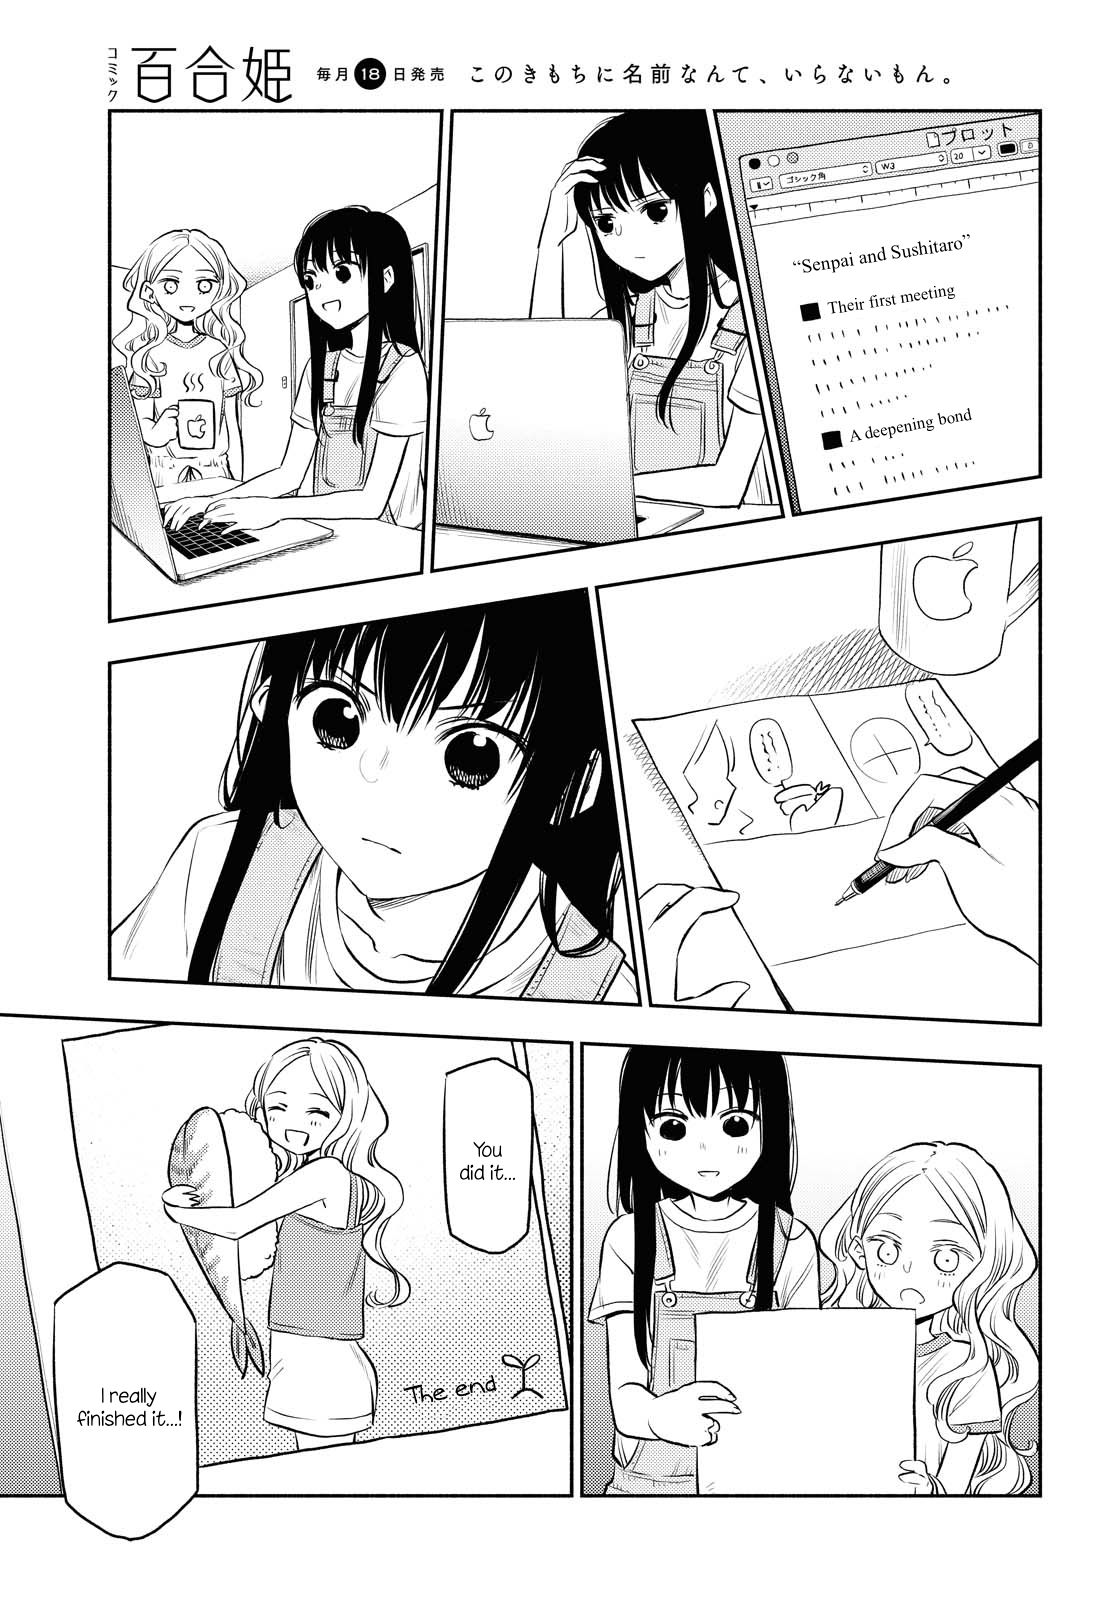 コミック
百合姫
毎月18日発売
このきもちに名前なんて、いらないもん。
プロット
ゴシック角
W3
20
“Senpai and Sushitaro”
Their first meeting
A deepening bond
You
did it...
The end
I really
finished it...!